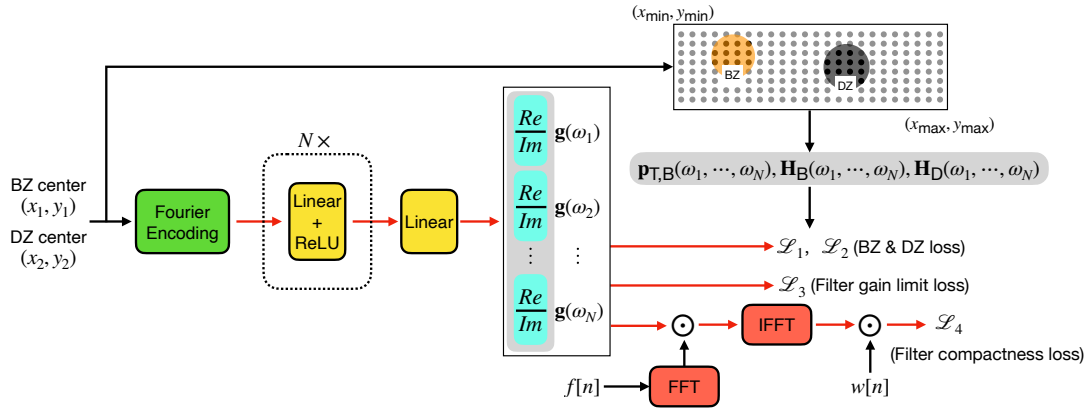 (x_min, y_min)
BZ
DZ
(x_max, y_max)
p_T,B(ω_1, ⋯, ω_N), H_B(ω_1, ⋯, ω_N), H_D(ω_1, ⋯, ω_N)
BZ center
(x_1, y_1)
DZ center
(x_2, y_2)
Fourier
Encoding
N ×
Linear
+
ReLU
Linear
Re
Im
g(ω_1)
Re
Im
g(ω_2)
⋮ ⋮
Re
Im
g(ω_N)
ℒ_1, ℒ_2 (BZ & DZ loss)
ℒ_3 (Filter gain limit loss)
⊙
IFFT
⊙
ℒ_4
(Filter compactness loss)
f[n]
FFT
w[n]